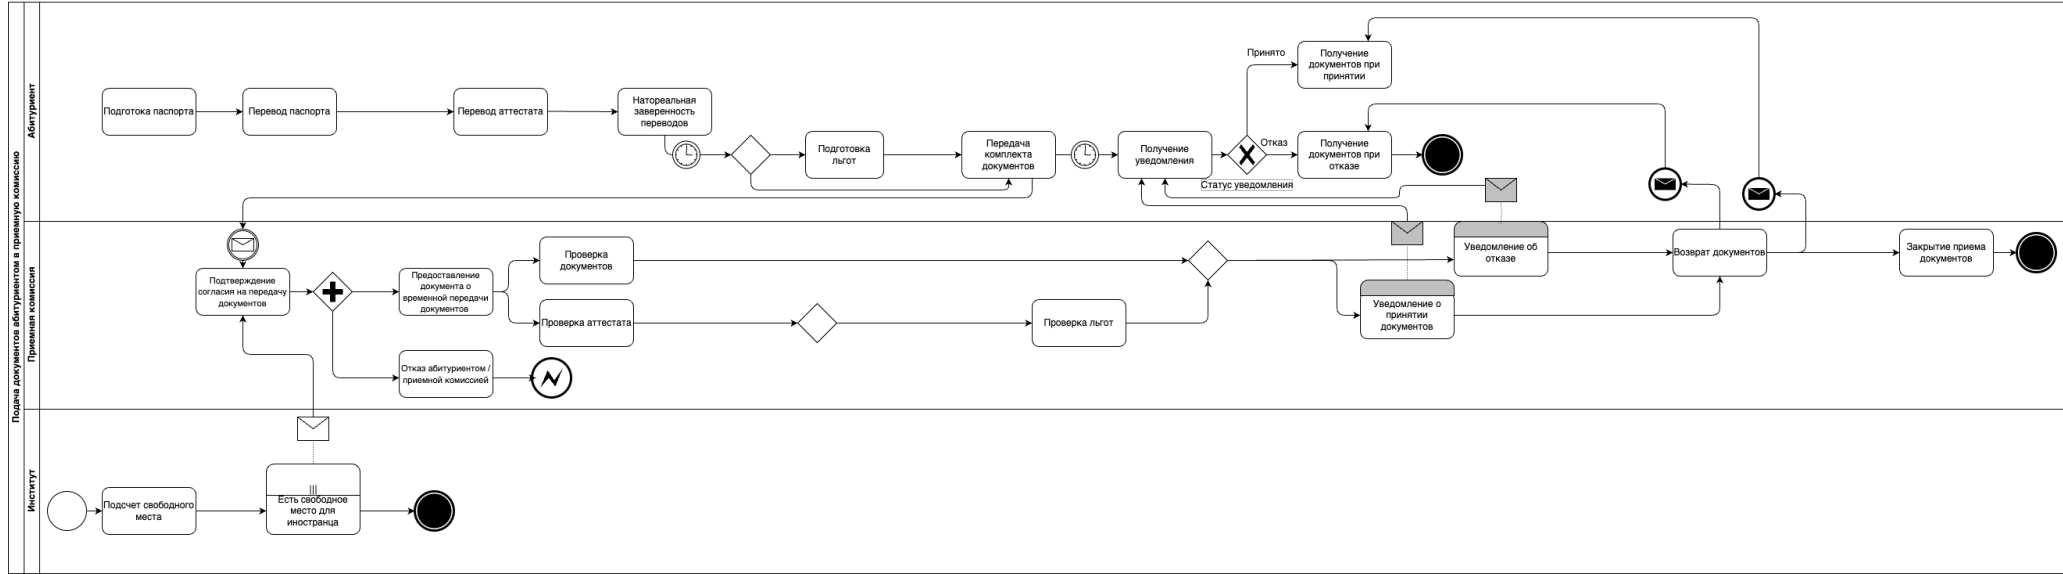 Подача документов абитуриентом в приемную комиссию
Абитуриент
Подготока паспорта
Перевод паспорта
Перевод аттестата
Натореальная
заверенность
переводов
Подготовка
льгот
Передача
комплекта
документов
Получение
уведомления
Принято
Отказ
Статус уведомления
Получение
документов при
принятии
Получение
документов при
отказе
Приемная комиссия
Подтверждение
согласия на передачу
документов
Предоставление
документа о
временной передачи
документов
Отказ абитуриентом /
приемной комиссией
Проверка
документов
Проверка аттестата
Проверка льгот
Уведомление о
принятии
документов
Уведомление об
отказе
Возврат документов
Закрытие приема
документов
Институт
Подсчет свободного
места
Есть свободное
место для
иностранца